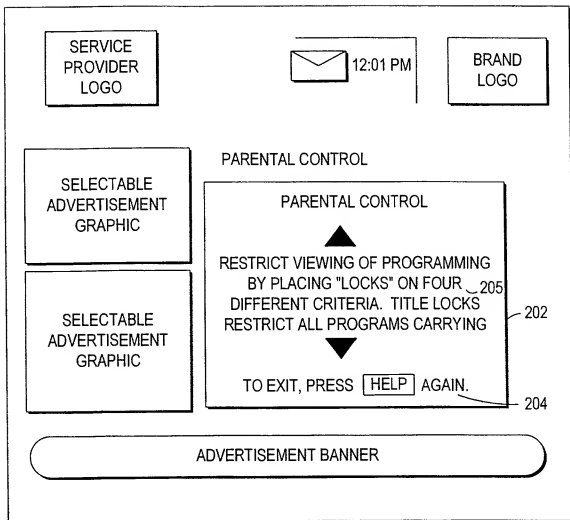 SERVICE
PROVIDER
LOGO
12:01 PM
BRAND
LOGO
SELECTABLE
ADVERTISEMENT
GRAPHIC
PARENTAL CONTROL
PARENTAL CONTROL
RESTRICT VIEWING OF PROGRAMMING
BY PLACING "LOCKS" ON FOUR
205
DIFFERENT CRITERIA. TITLE LOCKS
RESTRICT ALL PROGRAMS CARRYING
202
SELECTABLE
ADVERTISEMENT
GRAPHIC
TO EXIT, PRESS HELP AGAIN.
204
ADVERTISEMENT BANNER